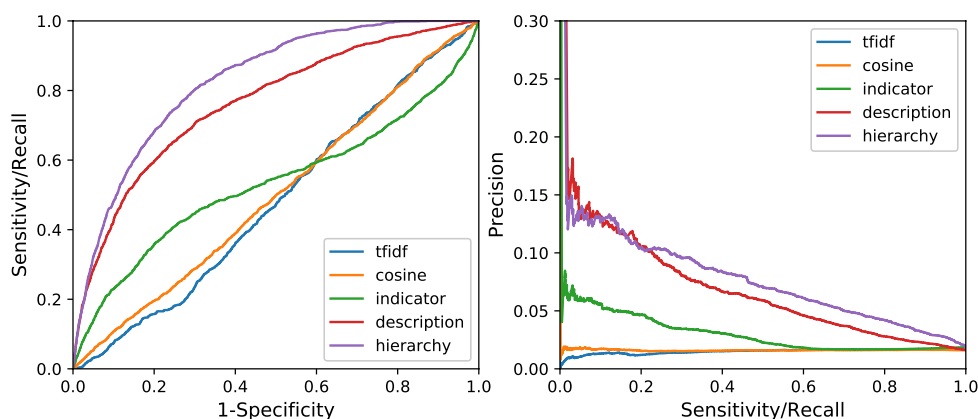 1.0
0.8
0.6
0.4
0.2
0.0
Sensitivity/Recall
tfidf
cosine
indicator
description
hierarchy
0.0 0.2 0.4 0.6 0.8 1.0
1-Specificity
0.30
0.25
0.20
0.15
0.10
0.05
0.00
Precision
tfidf
cosine
indicator
description
hierarchy
0.0 0.2 0.4 0.6 0.8 1.0
Sensitivity/Recall